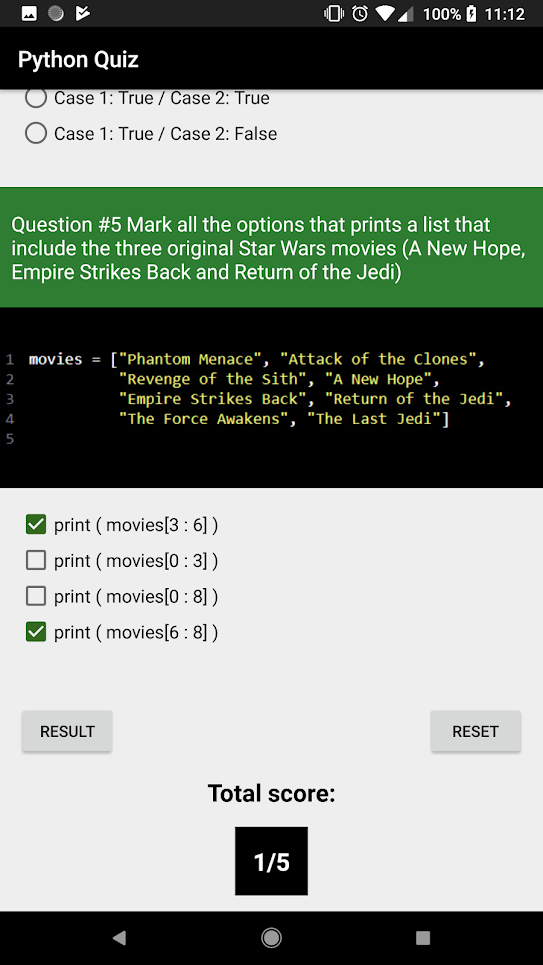 100% 11:12
Python Quiz
Case 1: True / Case 2: True
Case 1: True / Case 2: False
Question #5 Mark all the options that prints a list that
include the three original Star Wars movies (A New Hope,
Empire Strikes Back and Return of the Jedi)
1 movies = ["Phantom Menace", "Attack of the Clones",
2 "Revenge of the Sith", "A New Hope",
3 "Empire Strikes Back", "Return of the Jedi",
4 "The Force Awakens", "The Last Jedi"]
5
print ( movies[3 : 6] )
print ( movies[0 : 3] )
print ( movies[0 : 8] )
print ( movies[6 : 8] )
RESULT RESET
Total score:
1/5